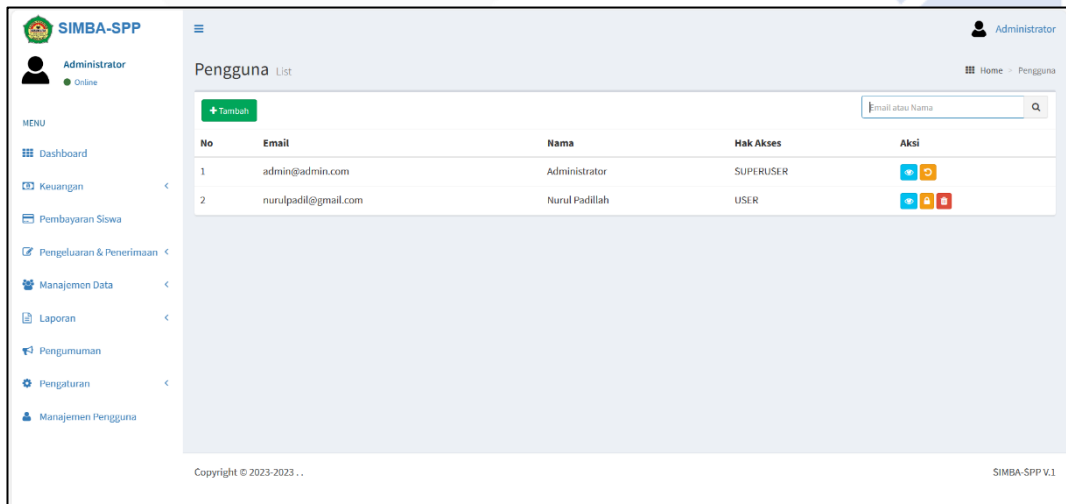 SIMBA-SPP
Administrator
Administrator
Online
Pengguna List
Home > Pengguna
+ Tambah
Email atau Nama
MENU
No Email Nama Hak Akses Aksi
1 admin@admin.com Administrator SUPERUSER
2 nurulpadil@gmail.com Nurul Padillah USER
Dashboard
Keuangan
Pembayaran Siswa
Pengeluaran & Penerimaan
Manajemen Data
Laporan
Pengumuman
Pengaturan
Manajemen Pengguna
Copyright © 2023-2023 . .
SIMBA-SPP V.1